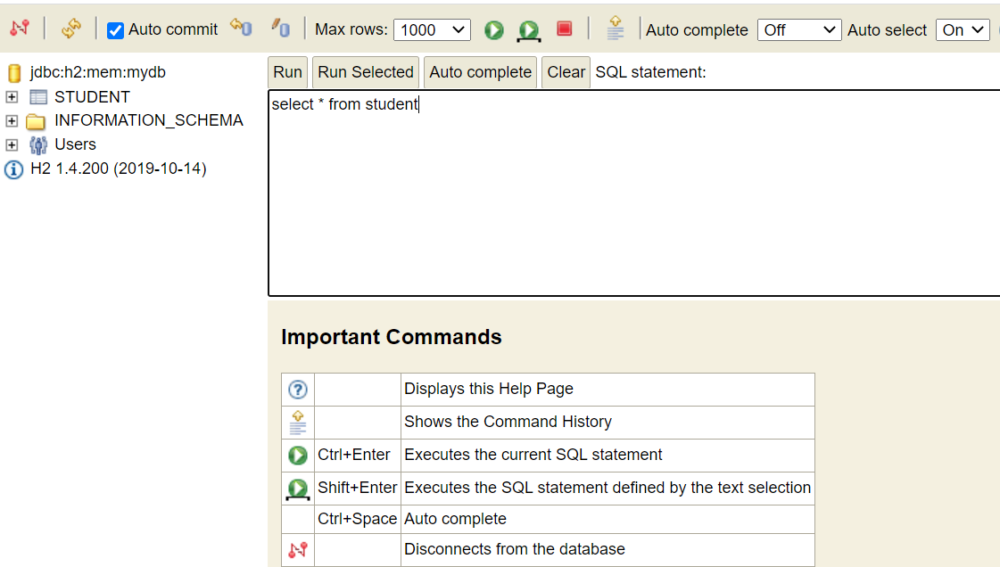 Auto commit Max rows: 1000 Auto complete Off Auto select On
jdbc:h2:mem:mydb
STUDENT
INFORMATION_SCHEMA
Users
H2 1.4.200 (2019-10-14)
Run Run Selected Auto complete Clear SQL statement:
select * from student
Important Commands
Displays this Help Page
Shows the Command History
Ctrl+Enter Executes the current SQL statement
Shift+Enter Executes the SQL statement defined by the text selection
Ctrl+Space Auto complete
Disconnects from the database